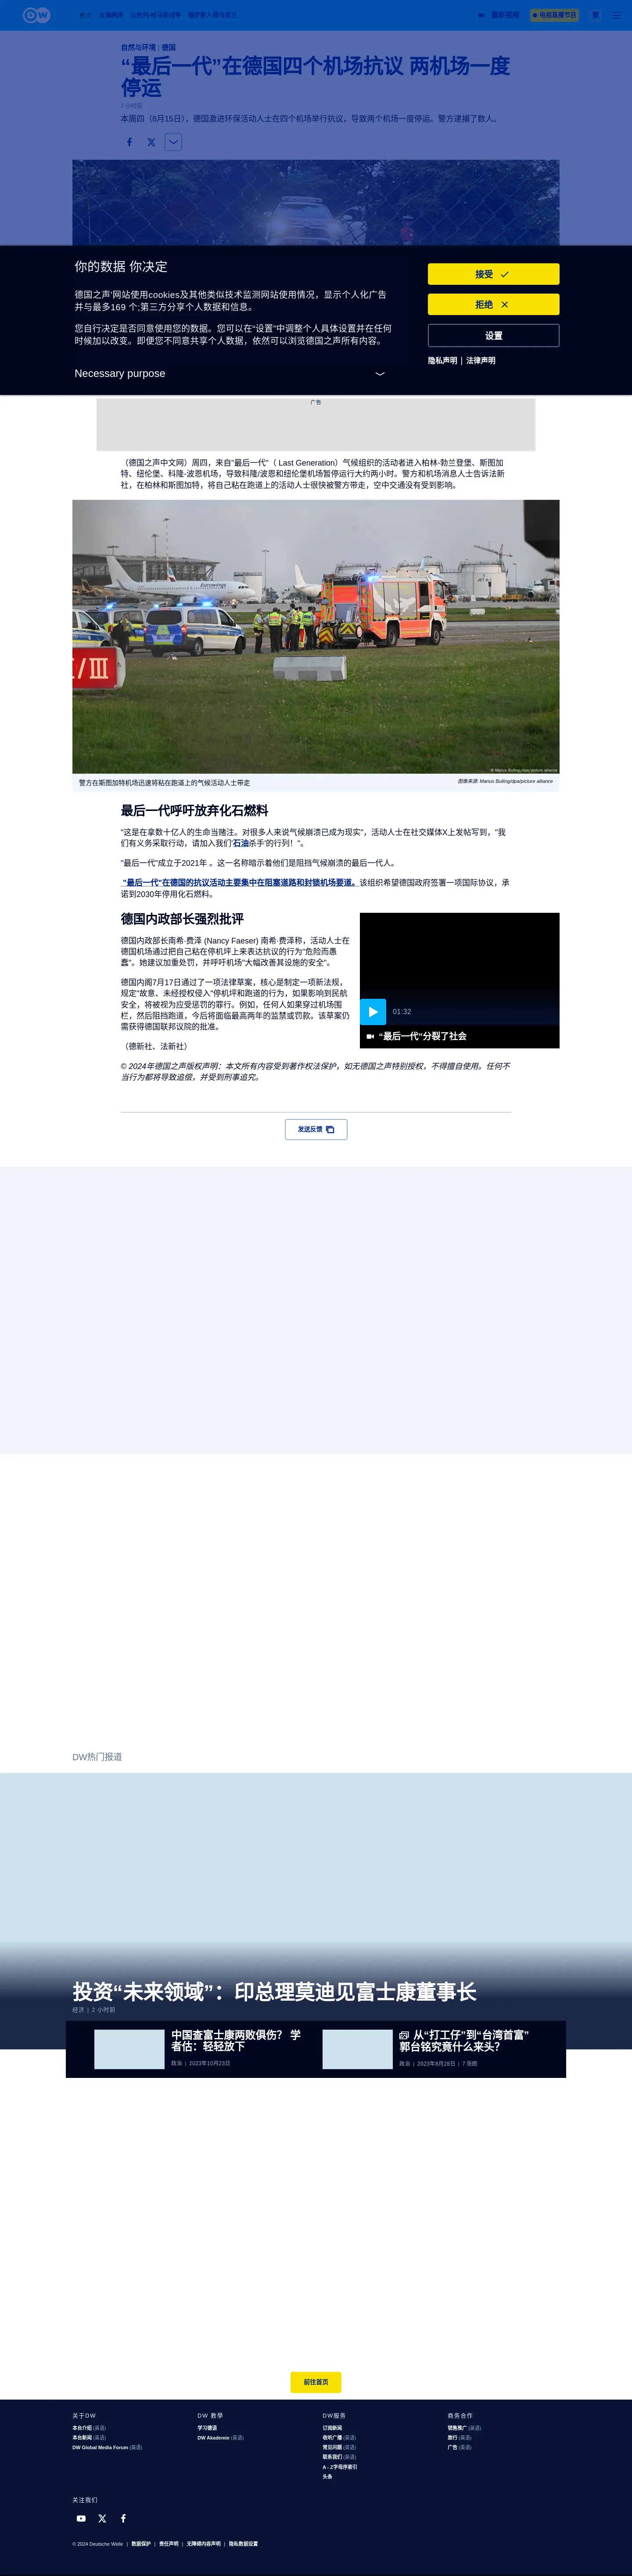 DW
焦点 台海两岸 以色列-哈马斯战争 俄罗斯入侵乌克兰 最新视频 电视直播节目
自然与环境 | 德国
“最后一代”在德国四个机场抗议 两机场一度
停运
2 小时前
本周四（8月15日），德国激进环保活动人士在四个机场举行抗议，导致两个机场一度停运。警方逮捕了数人。
你的数据 你决定
德国之声'网站使用cookies及其他类似技术监测网站使用情况，显示个人化广告
并与最多169 个;第三方分享个人数据和信息。
您自行决定是否同意使用您的数据。您可以在“设置”中调整个人具体设置并在任何
时候加以改变。即便您不同意共享个人数据，依然可以浏览德国之声所有内容。
Necessary purpose
接受
拒绝
设置
隐私声明 | 法律声明
广告
（德国之声中文网）周四，来自"最后一代"（ Last Generation）气候组织的活动者进入柏林-勃兰登堡、斯图加
特、纽伦堡、科隆-波恩机场，导致科隆/波恩和纽伦堡机场暂停运行大约两小时。警方和机场消息人士告诉法新
社，在柏林和斯图加特，将自己粘在跑道上的活动人士很快被警方带走，空中交通没有受到影响。
Eurowings
/III
© Marius Bulling/dpa/picture alliance
警方在斯图加特机场迅速将粘在跑道上的气候活动人士带走
图像来源: Marius Bulling/dpa/picture alliance
最后一代呼吁放弃化石燃料
"这是在拿数十亿人的生命当赌注。对很多人来说气候崩溃已成为现实"，活动人士在社交媒体X上发帖写到，"我
们有义务采取行动，请加入我们'石油杀手'的行列！"。
"最后一代"成立于2021年 。这一名称暗示着他们是阻挡气候崩溃的最后一代人。
"最后一代"在德国的抗议活动主要集中在阻塞道路和封锁机场要道。该组织希望德国政府签署一项国际协议，承
诺到2030年停用化石燃料。
德国内政部长强烈批评
德国内政部长南希·费泽 (Nancy Faeser) 南希·费泽称，活动人士在
德国机场通过把自己粘在停机坪上来表达抗议的行为"危险而愚
蠢"。她建议加重处罚，并呼吁机场"大幅改善其设施的安全"。
德国内阁7月17日通过了一项法律草案，核心是制定一项新法规，
规定"故意、未经授权侵入"停机坪和跑道的行为，如果影响到民航
安全，将被视为应受惩罚的罪行。例如，任何人如果穿过机场围
栏，然后阻挡跑道，今后将面临最高两年的监禁或罚款。该草案仍
需获得德国联邦议院的批准。
（德新社、法新社）
01:32
“最后一代”分裂了社会
© 2024年德国之声版权声明：本文所有内容受到著作权法保护，如无德国之声特别授权，不得擅自使用。任何不
当行为都将导致追偿，并受到刑事追究。
发送反馈
DW热门报道
投资“未来领域”：印总理莫迪见富士康董事长
经济 | 2 小时前
中国查富士康两败俱伤？ 学
者估：轻轻放下
政治 | 2023年10月23日
从“打工仔”到“台湾首富”
郭台铭究竟什么来头？
政治 | 2023年8月28日 | 7 张图
前往首页
关于DW
本台介绍 (英语)
本台新闻 (英语)
DW Global Media Forum (英语)
DW 教学
学习德语
DW Akademie (英语)
DW服务
订阅新闻
收听广播 (英语)
常见问题 (英语)
联系我们 (英语)
A - Z字母序索引
头条
商务合作
销售推广 (英语)
旅行 (英语)
广告 (英语)
关注我们
© 2024 Deutsche Welle | 数据保护 | 责任声明 | 无障碍内容声明 | 隐私数据设置